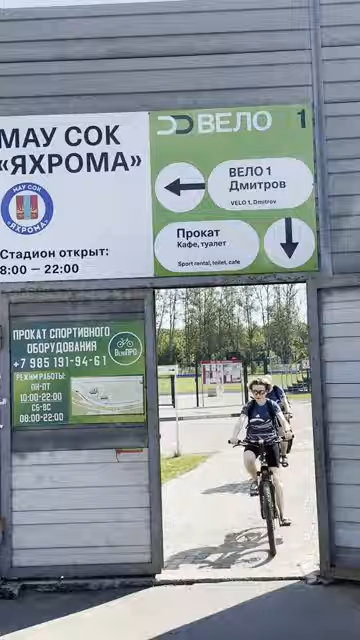 МАУ СОК
«ЯХРОМА»
МАУ СОК
«ЯХРОМА»
Стадион открыт:
8:00 – 22:00
ВЕЛО 1
ВЕЛО 1
Дмитров
VELO 1, Dmitrov
Прокат
Кафе, туалет
Sport rental, toilet, cafe
ПРОКАТ СПОРТИВНОГО
ОБОРУДОВАНИЯ
+7 985 191-94-61
РЕЖИМ РАБОТЫ:
ПН-ПТ
10:00-22:00
СБ-ВС
08:00-22:00
ВелПРО